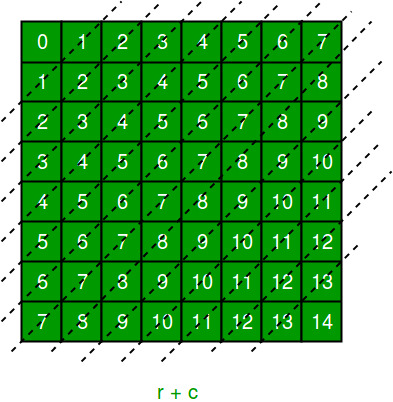 0 1 2 3 4 5 6 7
1 2 3 4 5 6 7 8
2 3 4 5 6 7 8 9
3 4 5 6 7 8 9 10
4 5 6 7 8 9 10 11
5 6 7 8 9 10 11 12
6 7 8 9 10 11 12 13
7 8 9 10 11 12 13 14
r + c